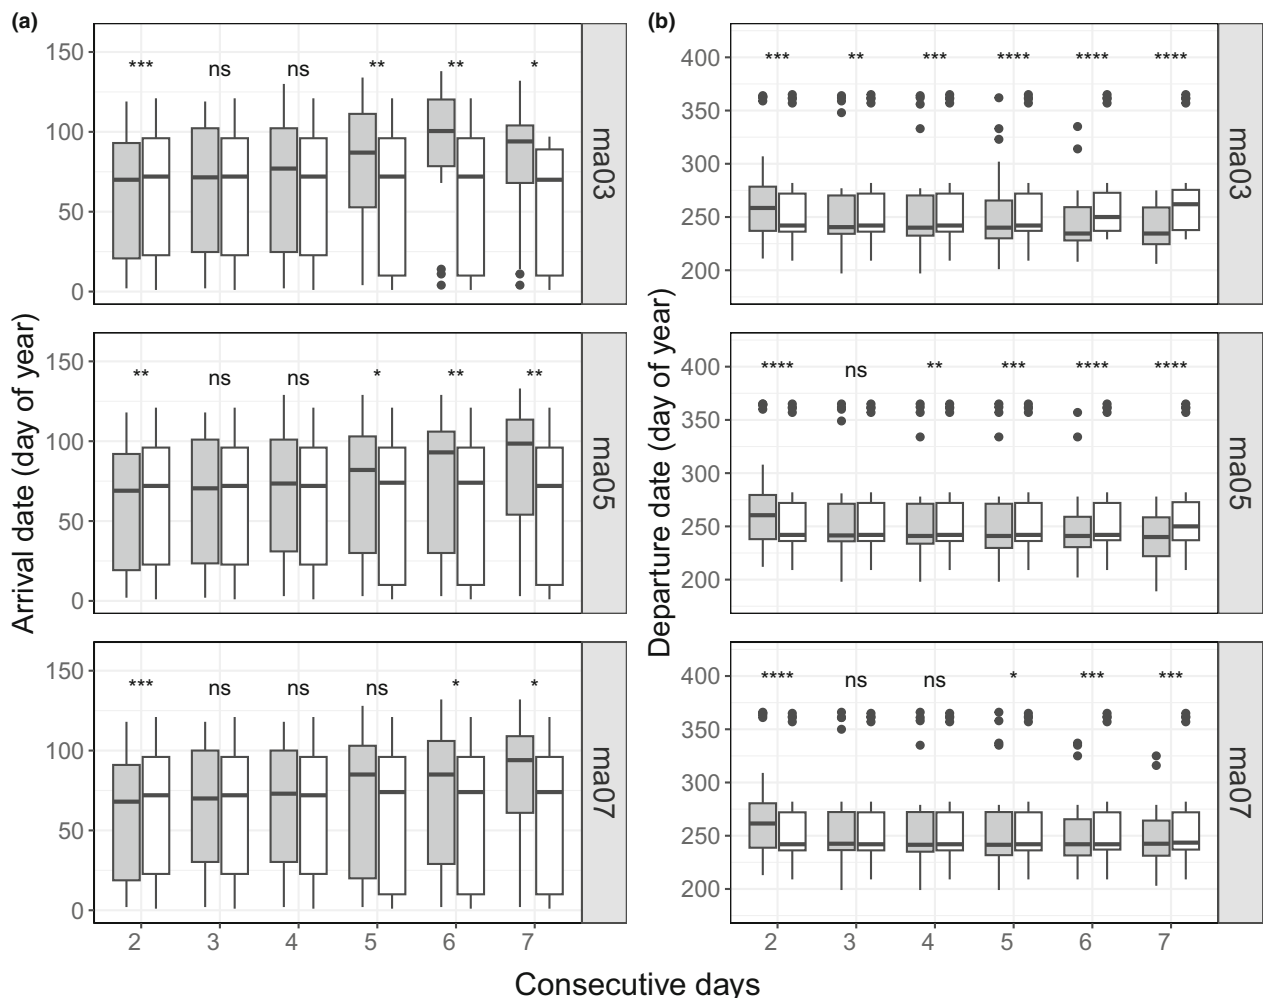 (a) (b)
*** ns ns ** ** *
150
100
50
0
ma03
*** ** *** **** **** ****
400
350
300
250
200
ma03
** ns ns * ** **
150
100
50
0
ma05
**** ns ** *** **** ****
400
350
300
250
200
ma05
*** ns ns ns * *
150
100
50
0
ma07
**** ns ns * *** ***
400
350
300
250
200
ma07
Arrival date (day of year)
Departure date (day of year)
2 3 4 5 6 7
2 3 4 5 6 7
Consecutive days